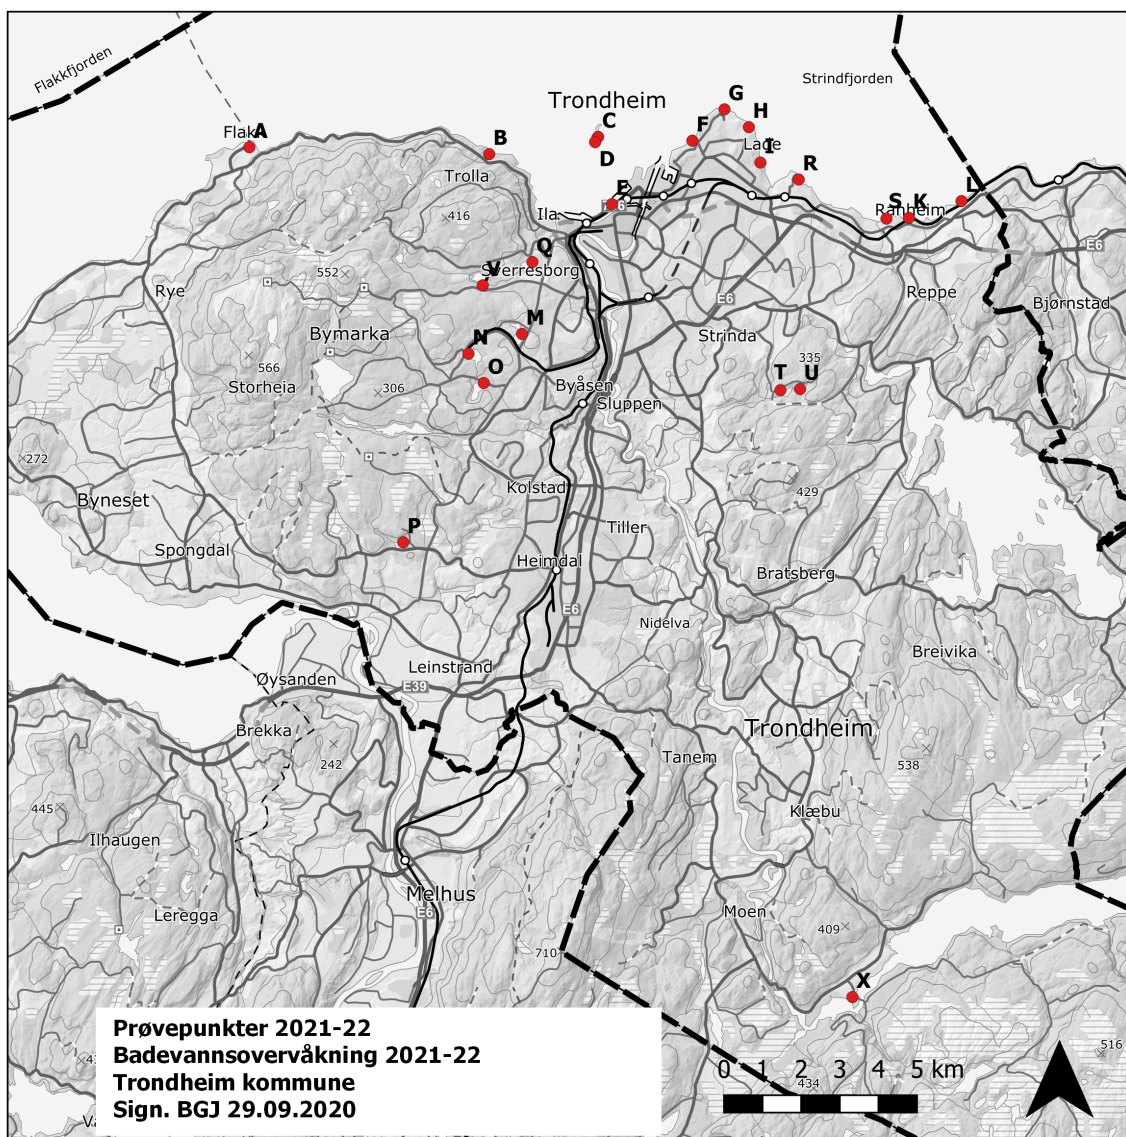 Flakkfjorden
Strindfjorden
Trondheim
G
C
H
Flakk
A
B
F
Lade
D
I
Trolla
R
E
E6
L
416
Ila
S
K
Ranheim
Q
E6
Sverresborg
V
552
Rye
Reppe
Bjørnstad
E6
Bymarka
M
Strinda
N
335
566
Storheia
306
O
Byåsen
T
U
Sluppen
272
Byneset
Kolstad
429
P
Tiller
Spongdal
Heimdal
Bratsberg
E6
Nidelva
Leinstrand
Breivika
Øysanden
E39
Brekka
Trondheim
242
Tanem
538
445
Klæbu
Ilhaugen
Melhus
Leregga
E6
Moen
409
710
X
Prøvepunkter 2021-22
Badevannsovervåkning 2021-22
Trondheim kommune
Sign. BGJ 29.09.2020
0 1 2 3 4 5 km
434
516